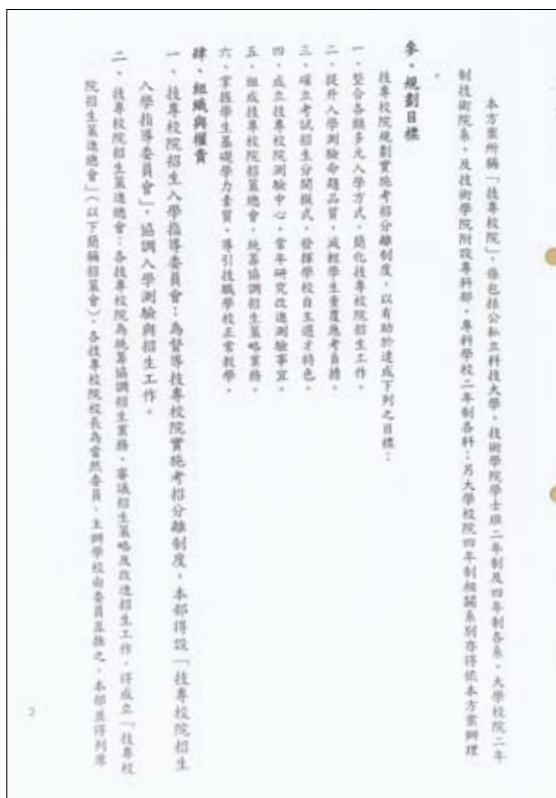 本方案所稱「技專校院」，係包括公私立科技大學、技術學院學士班二年制及四年制各系、大學校院二年
制技術院系，及技術學院附設專科部、專科學校二年制各科；另大學校院四年制相關系別亦得依本方案辦理
。
參、規劃目標
技專校院規劃實施考招分離制度，以有助於達成下列之目標：
一、整合各類多元入學方式，簡化技專校院招生工作。
二、提升入學測驗命題品質，減輕學生重覆應考負擔。
三、確立考試招生分開模式，發揮學校自主選才特色。
四、成立技專校院測驗中心，常年研究改進測驗事宜。
五、組成技專校院招策總會，統籌協調招生策略業務。
六、掌握學生基礎學力素質，導引技職學校正常教學。
肆、組織與權責
一、技專校院招生入學指導委員會：為督導技專校院實施考招分離制度，本部得設「技專校院招生
入學指導委員會」，協調入學測驗與招生工作。
二、技專校院招生策進總會：各技專校院為統籌協調招生業務、審議招生策略及改進招生工作，得成立「技專校
院招生策進總會」（以下簡稱招策會），各技專校院校長為當然委員，主辦學校由委員互推之，本部並得列席
2